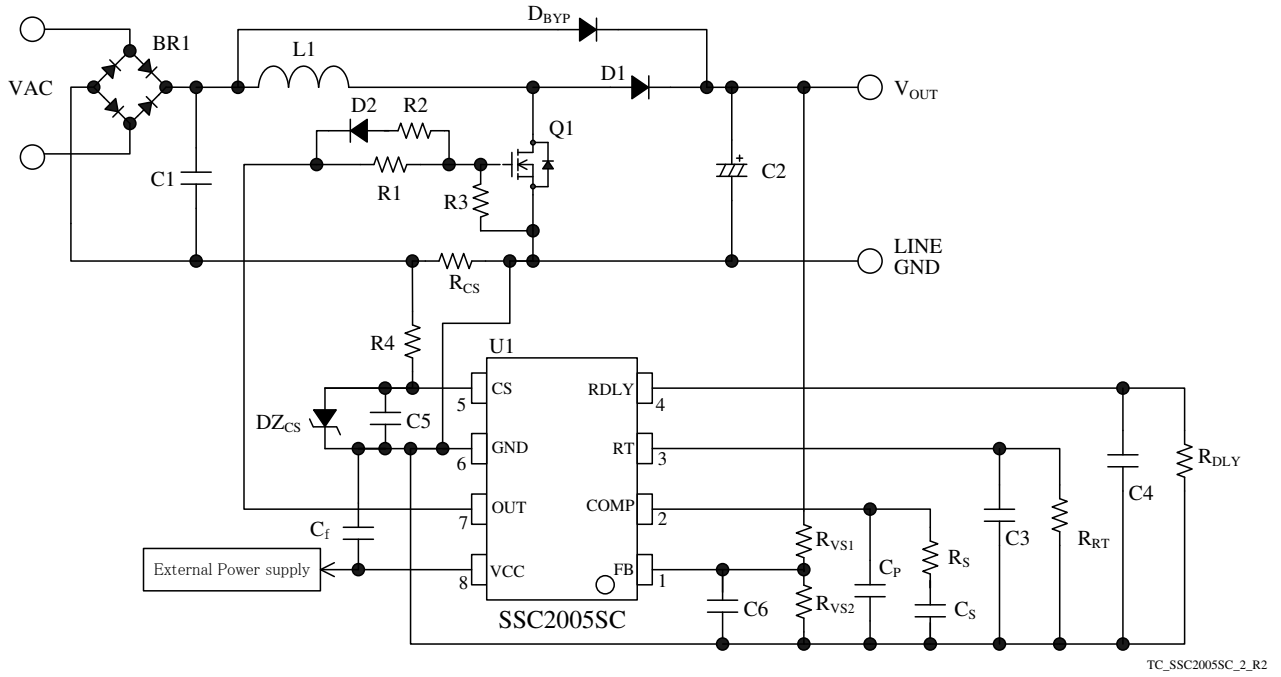 D_BYP
BR1
L1
D1
VAC
V_OUT
D2
R2
Q1
C1
R1
C2
R3
LINE
GND
R_CS
R4
U1
CS
RDLY
5
4
DZ_CS
C5
GND
RT
6
3
R_DLY
C4
OUT
COMP
7
2
C_f
R_VS1
C_P
R_S
C3
R_RT
External Power supply
VCC
FB
8
1
C6
R_VS2
C_S
SSC2005SC
TC_SSC2005SC_2_R2